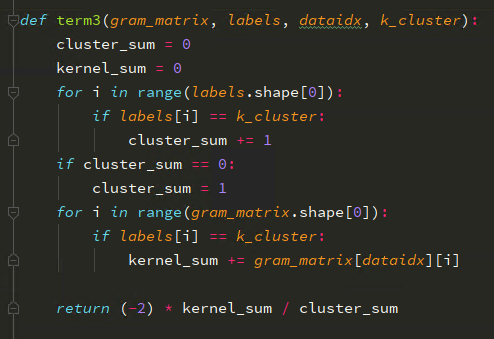 def term3(gram_matrix, labels, dataidx, k_cluster):
    cluster_sum = 0
    kernel_sum = 0
    for i in range(labels.shape[0]):
        if labels[i] == k_cluster:
            cluster_sum += 1
    if cluster_sum == 0:
        cluster_sum = 1
    for i in range(gram_matrix.shape[0]):
        if labels[i] == k_cluster:
            kernel_sum += gram_matrix[dataidx][i]

    return (-2) * kernel_sum / cluster_sum